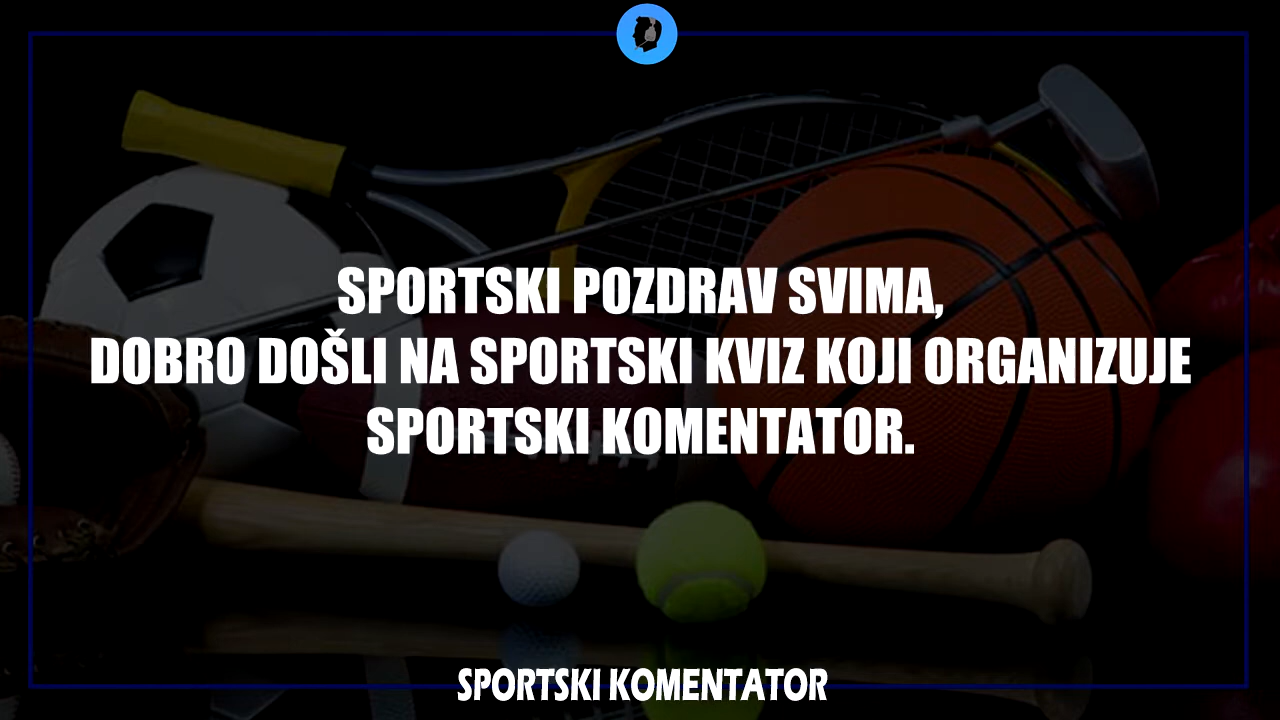 SPORTSKI POZDRAV SVIMA,
DOBRO DOŠLI NA SPORTSKI KVIZ KOJI ORGANIZUJE
SPORTSKI KOMENTATOR.
SPORTSKI KOMENTATOR